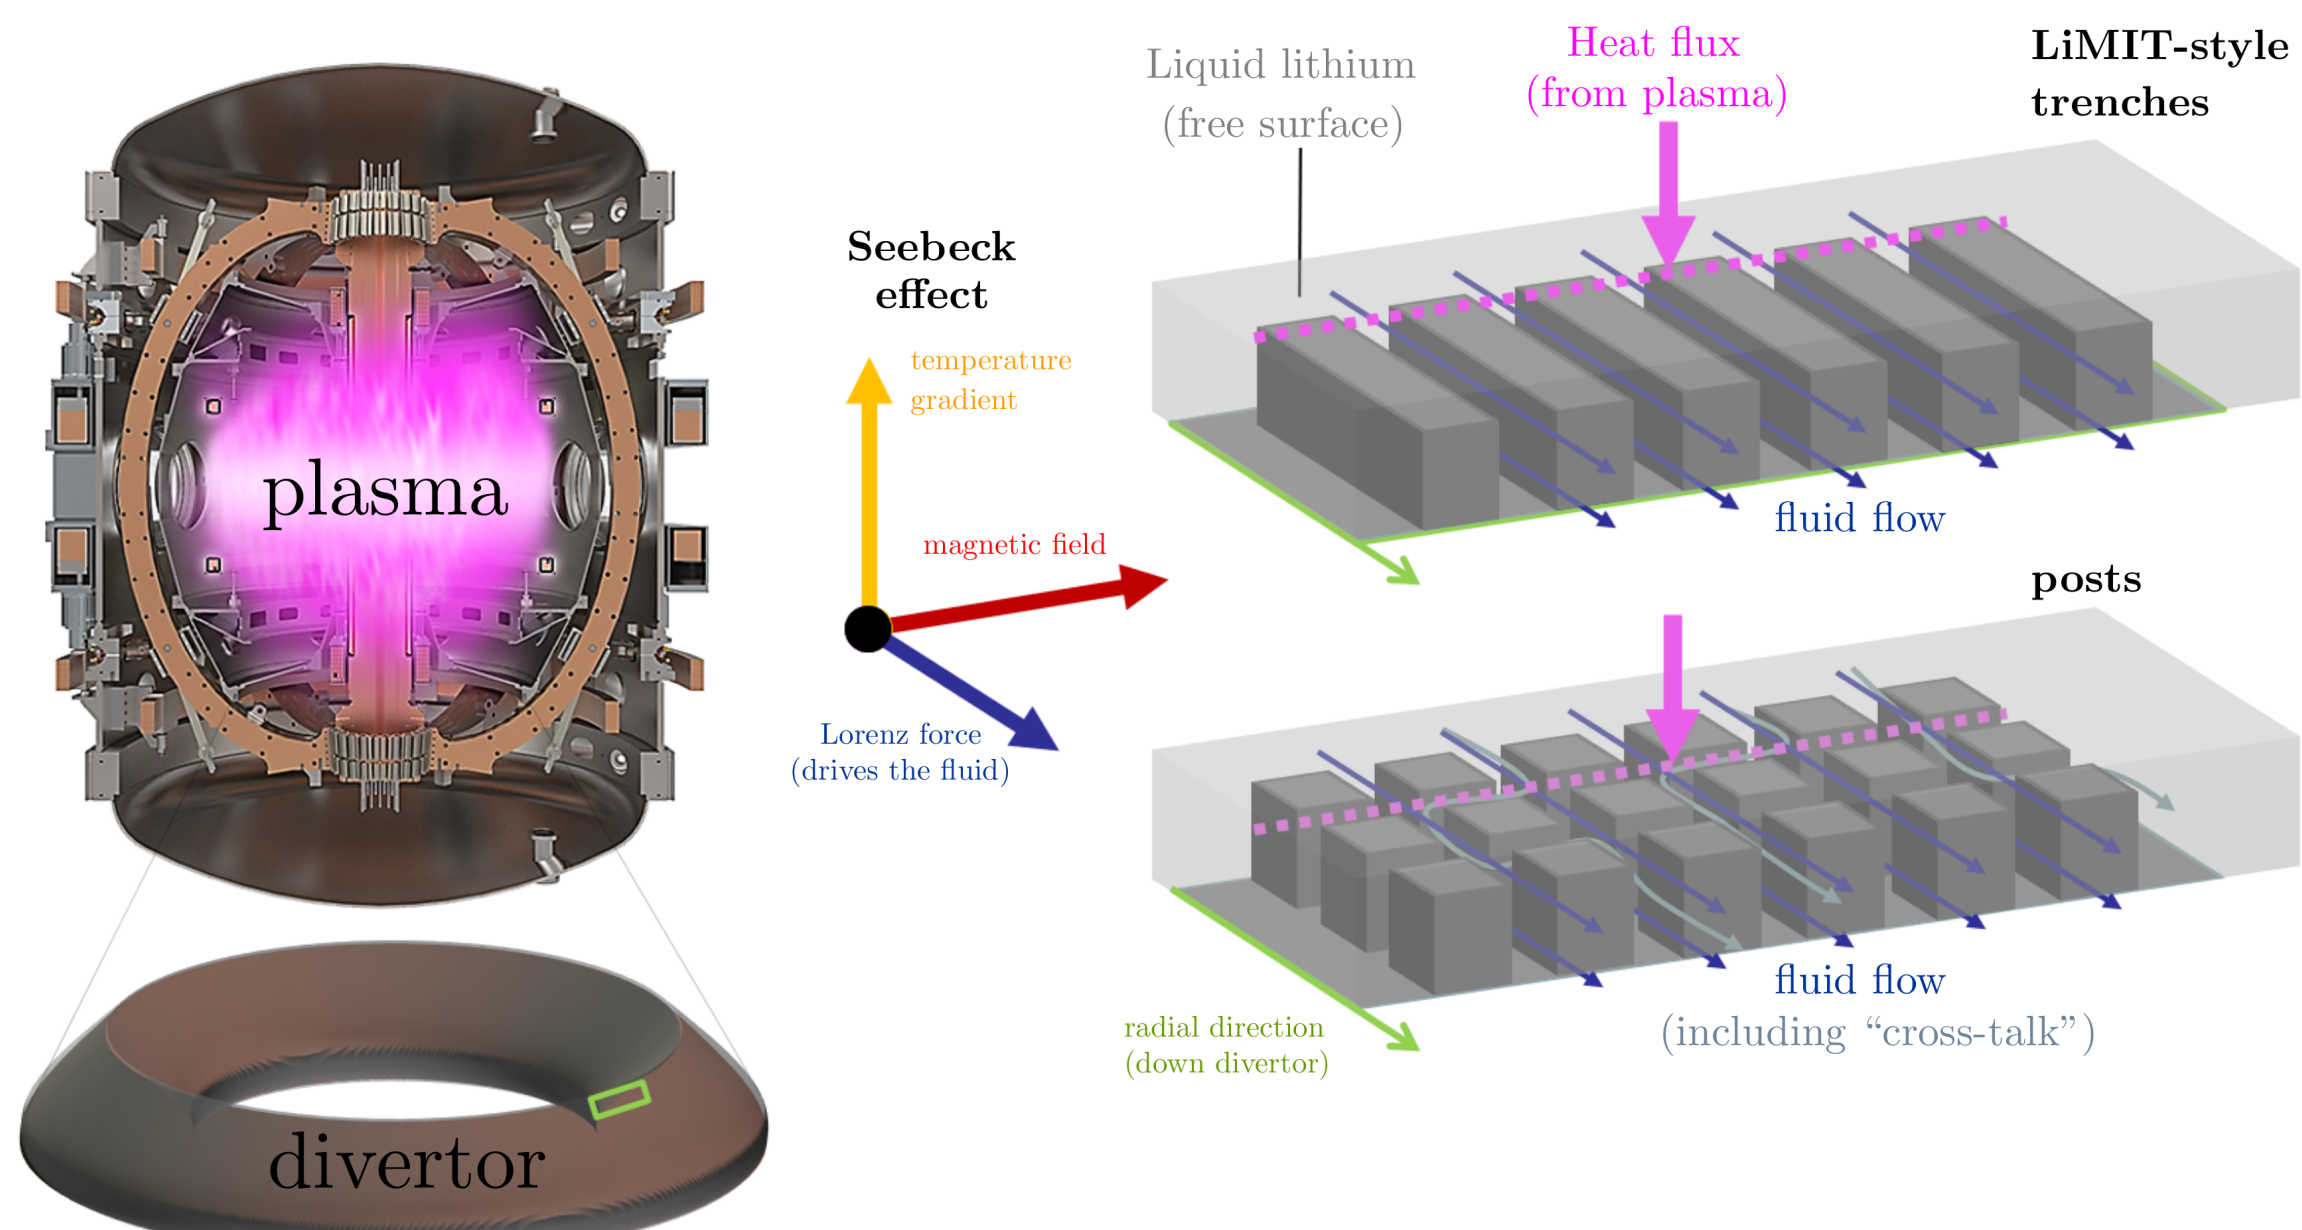 plasma
divertor
Seebeck
effect
temperature
gradient
magnetic field
Lorenz force
(drives the fluid)
Liquid lithium
(free surface)
Heat flux
(from plasma)
LiMIT-style
trenches
fluid flow
posts
fluid flow
(including “cross-talk”)
radial direction
(down divertor)